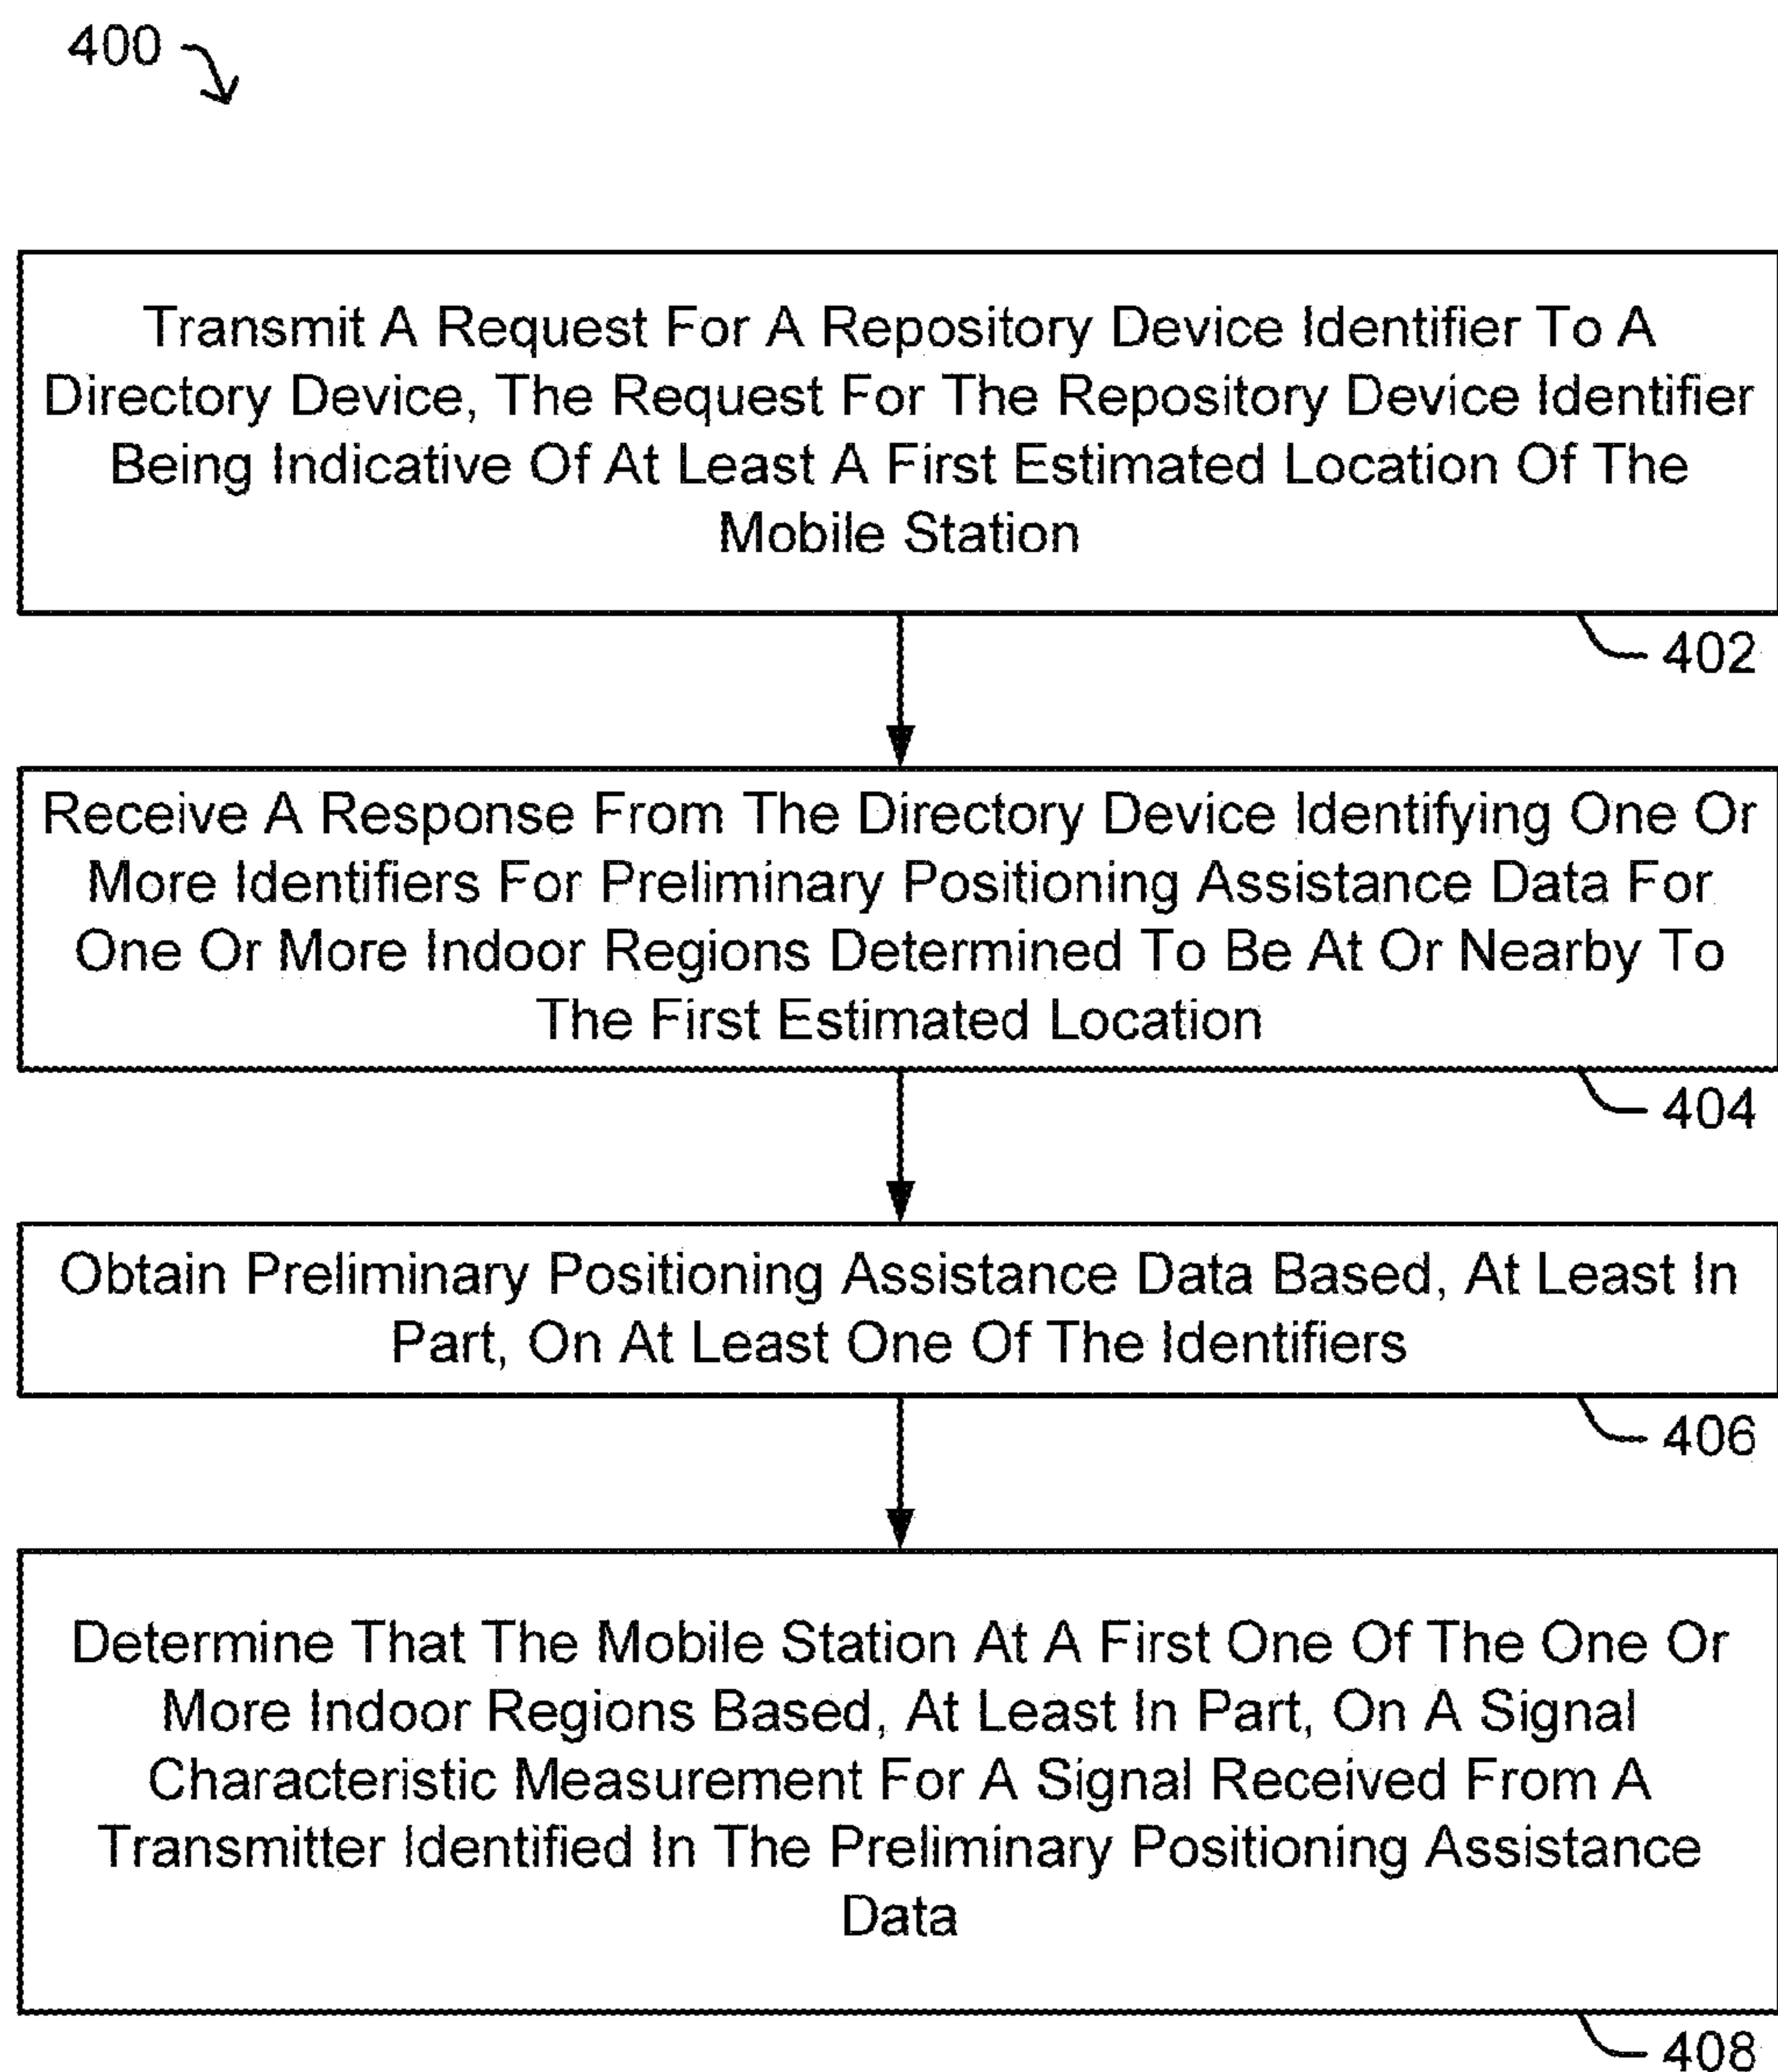 400
Transmit A Request For A Repository Device Identifier To A
Directory Device, The Request For The Repository Device Identifier
Being Indicative Of At Least A First Estimated Location Of The
Mobile Station
402
Receive A Response From The Directory Device Identifying One Or
More Identifiers For Preliminary Positioning Assistance Data For
One Or More Indoor Regions Determined To Be At Or Nearby To
The First Estimated Location
404
Obtain Preliminary Positioning Assistance Data Based, At Least In
Part, On At Least One Of The Identifiers
406
Determine That The Mobile Station At A First One Of The One Or
More Indoor Regions Based, At Least In Part, On A Signal
Characteristic Measurement For A Signal Received From A
Transmitter Identified In The Preliminary Positioning Assistance
Data
408